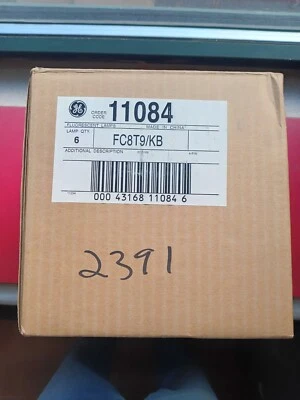 GE ORDER CODE 11084
FLUORESCENT LAMPS MADE IN CHINA
LAMP QTY.
6 FC8T9/KB
ADDITIONAL DESCRIPTION
000 43168 11084 6
2391